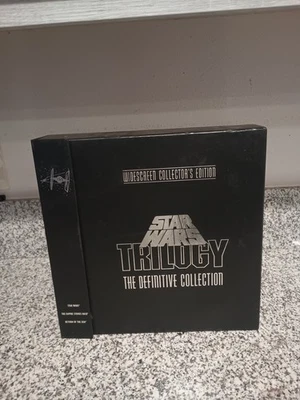 WIDESCREEN COLLECTOR'S EDITION
STAR
WARS
TRILOGY
THE DEFINITIVE COLLECTION
STAR WARS
THE EMPIRE STRIKES BACK
RETURN OF THE JEDI